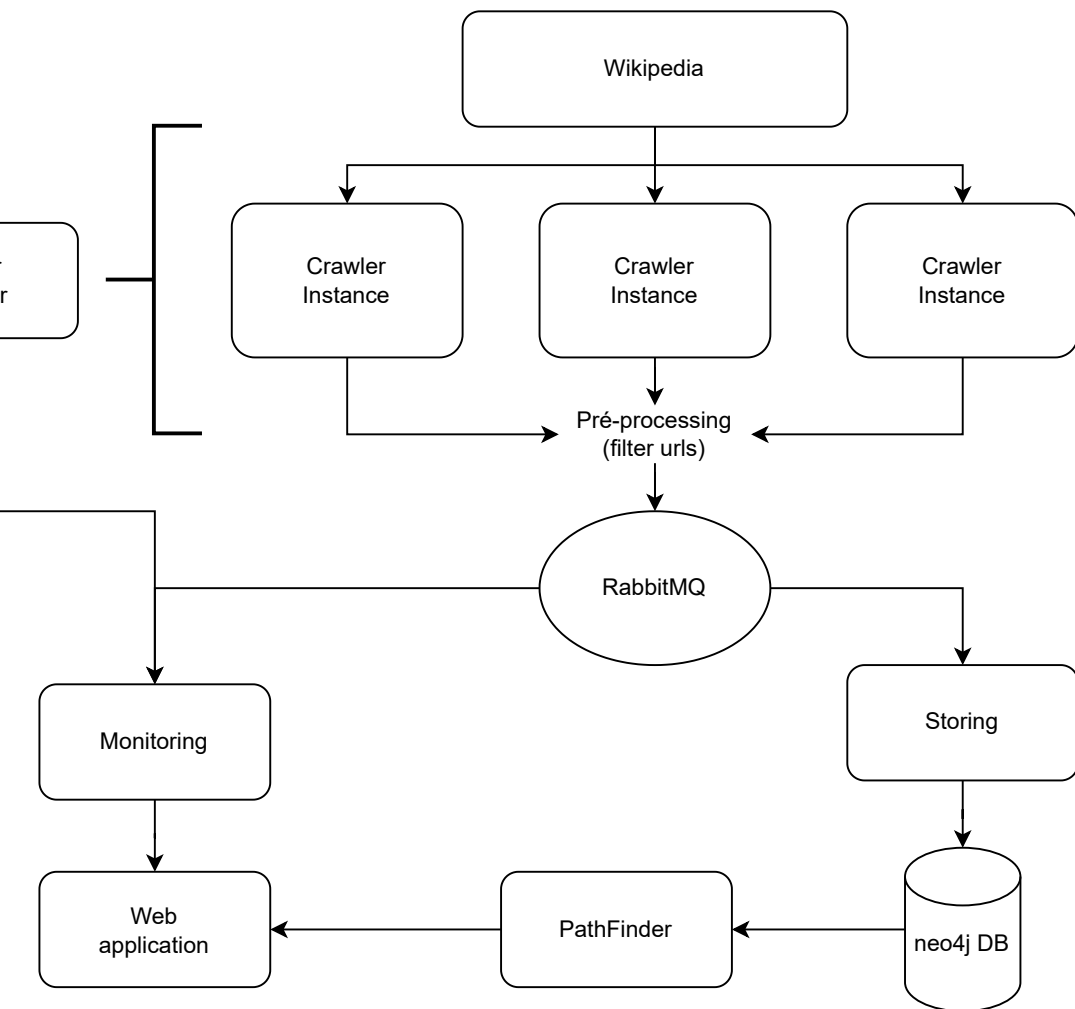 Wikipedia
Crawler
Instance
Crawler
Instance
Crawler
Instance
Pré-processing
(filter urls)
RabbitMQ
Monitoring
Storing
Web
application
PathFinder
neo4j DB